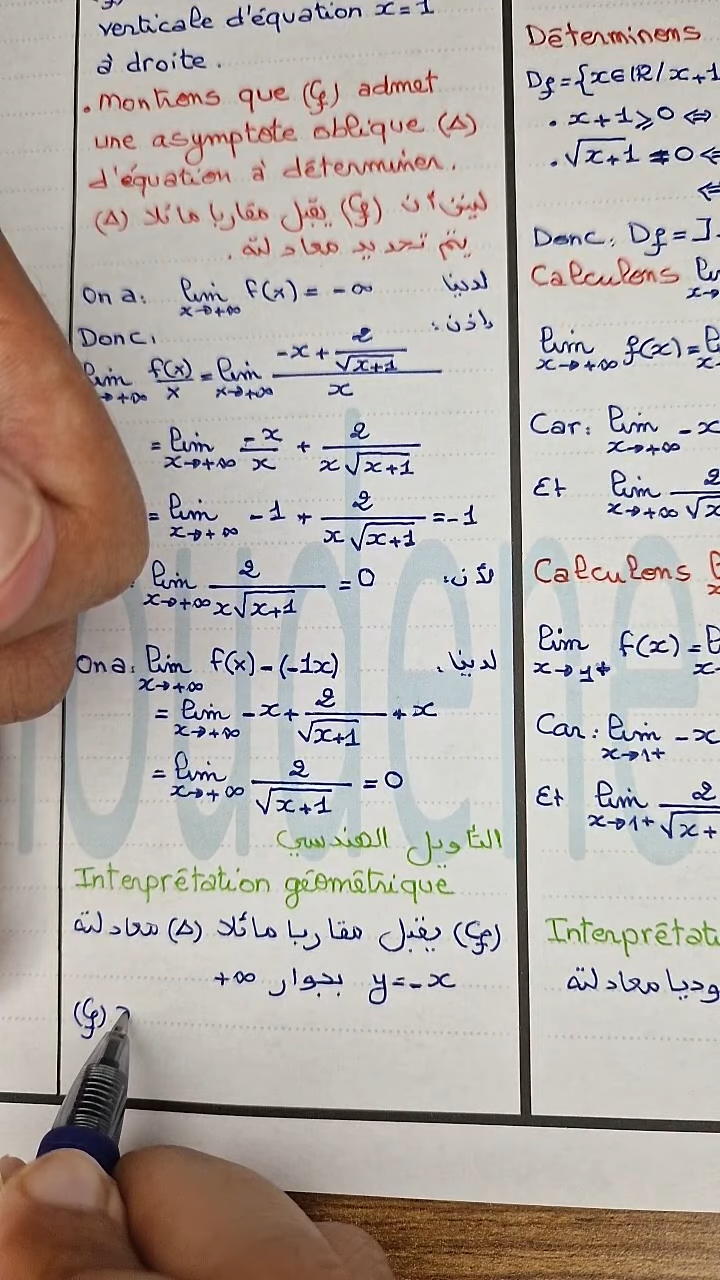 verticale d'équation x=1
à droite.
. Montrons que (Cf) admet
une asymptote oblique (Δ)
d'équation à déterminer.
لنبين أن (Cf) يقبل مقاربا مائلا (Δ)
يتم تحديد معادلته.
On a: lim x→+∞ f(x) = -∞ لدينا
Donc: إذن:
lim x→+∞ f(x)/x = lim x→+∞ (-x + 2/√(x+1))/x
= lim x→+∞ -x/x + 2/(x√(x+1))
= lim x→+∞ -1 + 2/(x√(x+1)) = -1
: lim x→+∞ 2/(x√(x+1)) = 0 لأن:
On a: lim x→+∞ f(x)-(-1x) لدينا:
= lim x→+∞ -x + 2/√(x+1) + x
= lim x→+∞ 2/√(x+1) = 0
التأويل الهندسي
Interprétation géométrique
(Cf) يقبل مقاربا مائلا (Δ) معادلته
y=-x بجوار +∞
(Cf)
Déterminons
Df={x∈ℝ/x+1
. x+1⩾0 ⇔
. √(x+1) ≠0 ⇔
⇔
Donc: Df=]-
Calculons
lim x→+∞ f(x)=
Car: lim x→+∞ -x
Et lim x→+∞ 2/√x
Calculons
lim x→1+ f(x)=
Car: lim x→1+ -x
Et lim x→1+ 2/√(x+
Interprétati
معادلته